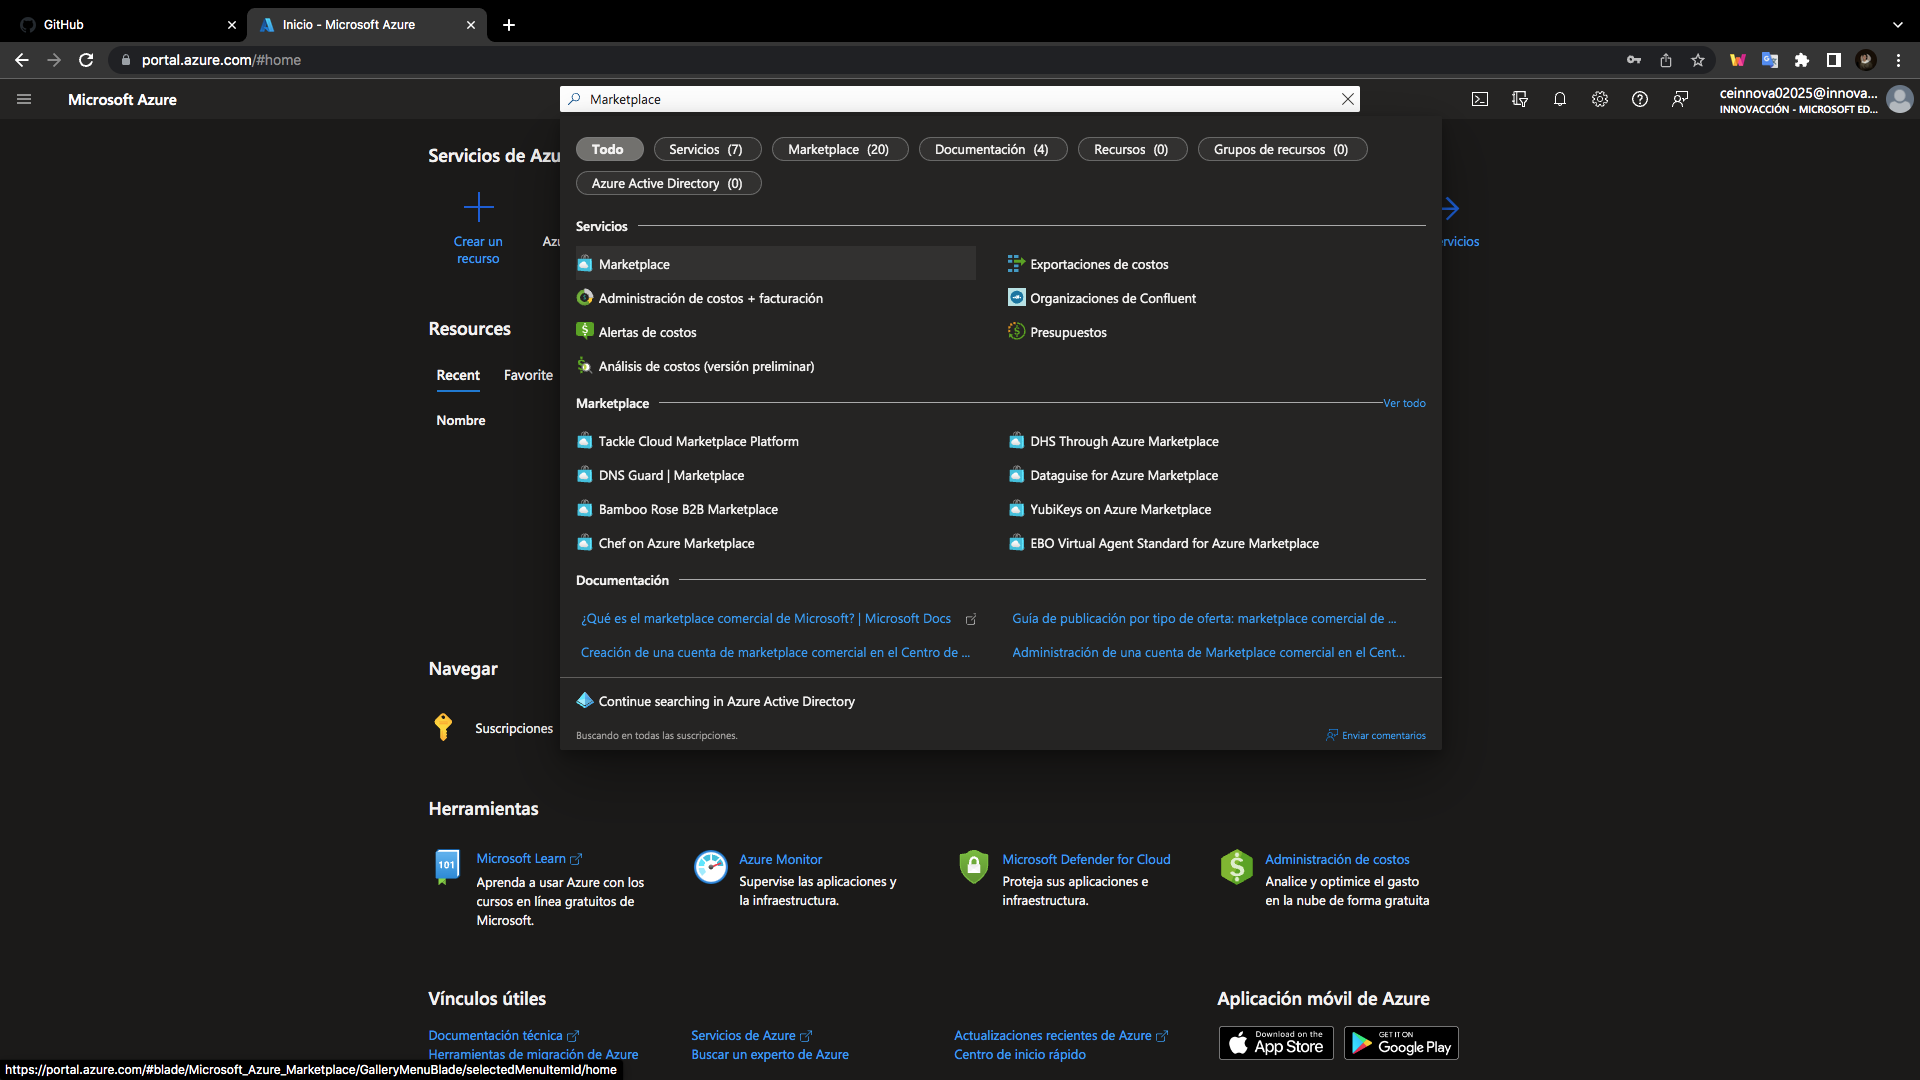 GitHub
Inicio - Microsoft Azure
portal.azure.com/#home
Microsoft Azure
Marketplace
ceinnova02025@innova...
INNOVACCIÓN - MICROSOFT ED...
Todo
Servicios (7)
Marketplace (20)
Documentación (4)
Recursos (0)
Grupos de recursos (0)
Azure Active Directory (0)
Servicios de Azu
Crear un
recurso
Azu
rvicios
Servicios
Marketplace
Exportaciones de costos
Administración de costos + facturación
Organizaciones de Confluent
Alertas de costos
Presupuestos
Análisis de costos (versión preliminar)
Resources
Recent
Favorite
Nombre
Marketplace
Ver todo
Tackle Cloud Marketplace Platform
DHS Through Azure Marketplace
DNS Guard | Marketplace
Dataguise for Azure Marketplace
Bamboo Rose B2B Marketplace
YubiKeys on Azure Marketplace
Chef on Azure Marketplace
EBO Virtual Agent Standard for Azure Marketplace
Documentación
¿Qué es el marketplace comercial de Microsoft? | Microsoft Docs
Guía de publicación por tipo de oferta: marketplace comercial de ...
Creación de una cuenta de marketplace comercial en el Centro de ...
Administración de una cuenta de Marketplace comercial en el Cent...
Continue searching in Azure Active Directory
Buscando en todas las suscripciones.
Enviar comentarios
Navegar
Suscripciones
Herramientas
101
Microsoft Learn
Aprenda a usar Azure con los
cursos en línea gratuitos de
Microsoft.
Azure Monitor
Supervise las aplicaciones y
la infraestructura.
Microsoft Defender for Cloud
Proteja sus aplicaciones e
infraestructura.
Administración de costos
Analice y optimice el gasto
en la nube de forma gratuita
Vínculos útiles
Documentación técnica
Servicios de Azure
Actualizaciones recientes de Azure
Herramientas de migración de Azure
Buscar un experto de Azure
Centro de inicio rápido
Aplicación móvil de Azure
Download on the
App Store
GET IT ON
Google Play
https://portal.azure.com/#blade/Microsoft_Azure_Marketplace/GalleryMenuBlade/selectedMenuItemId/home